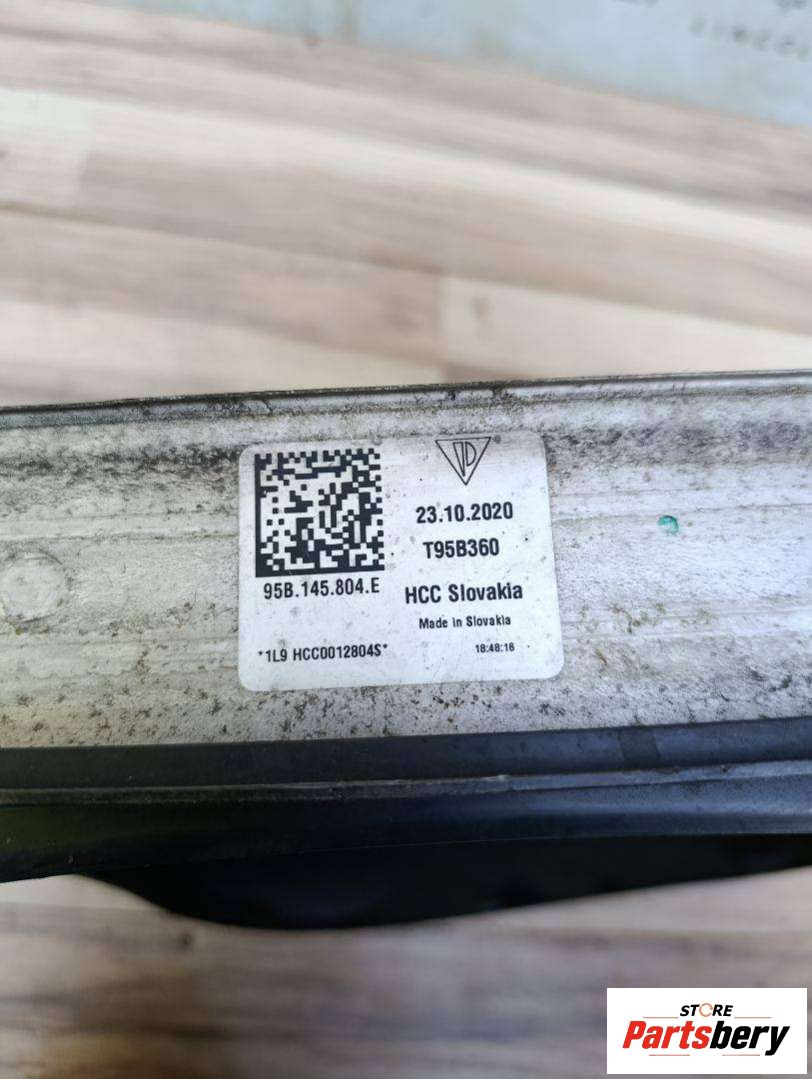 23.10.2020
T95B360
95B.145.804.E
HCC Slovakia
Made in Slovakia
*1L9 HCC0012804S*
18:48:16
STORE
Partsbery